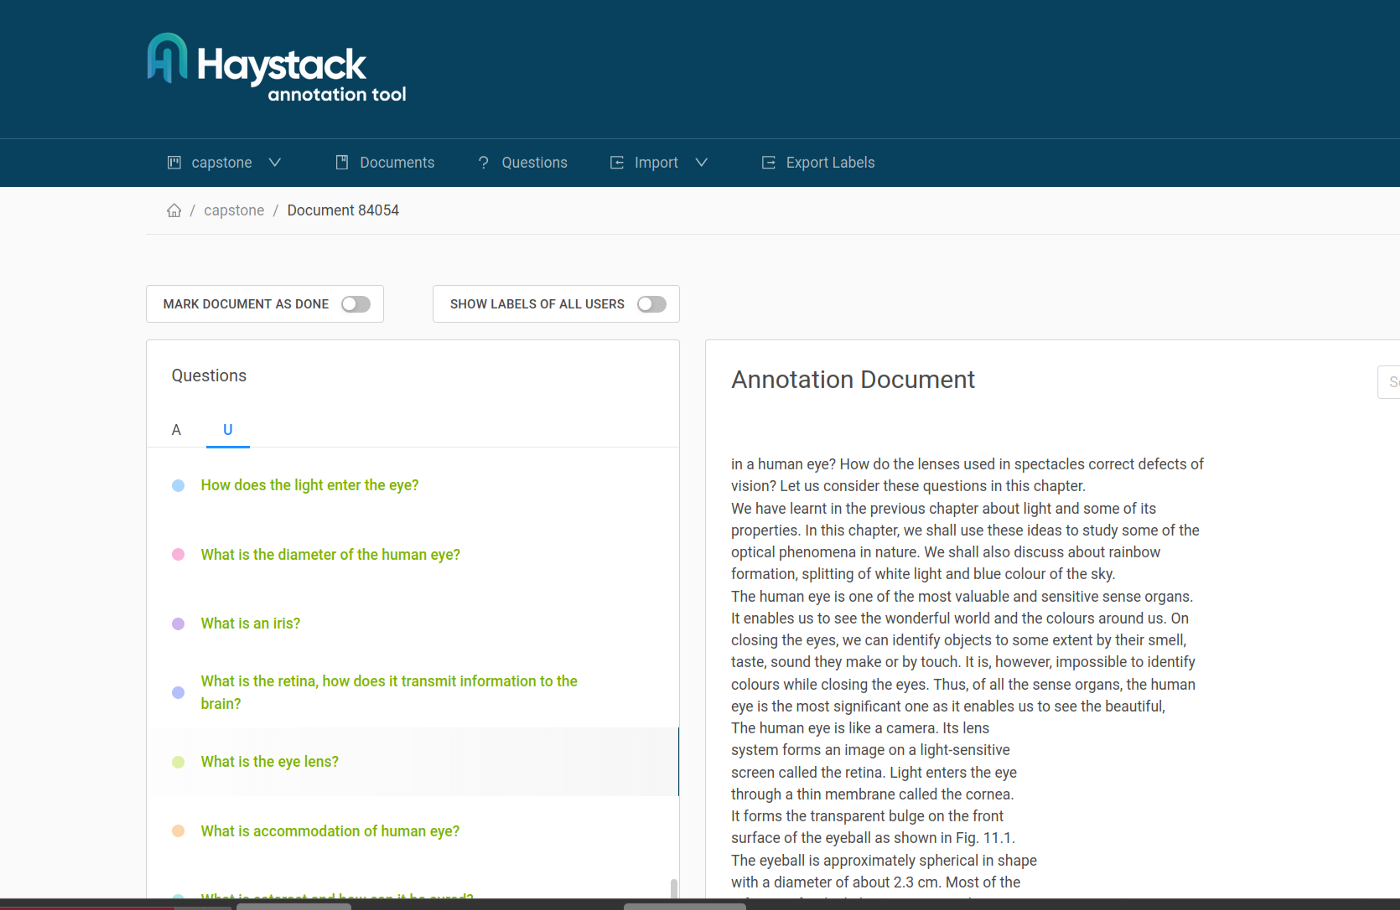 Haystack
annotation tool
capstone Documents ? Questions Import Export Labels
/ capstone / Document 84054
MARK DOCUMENT AS DONE SHOW LABELS OF ALL USERS
Questions
A U
How does the light enter the eye?
What is the diameter of the human eye?
What is an iris?
What is the retina, how does it transmit information to the
brain?
What is the eye lens?
What is accommodation of human eye?
What is cataract and how can it be cured?
Annotation Document
in a human eye? How do the lenses used in spectacles correct defects of
vision? Let us consider these questions in this chapter.
We have learnt in the previous chapter about light and some of its
properties. In this chapter, we shall use these ideas to study some of the
optical phenomena in nature. We shall also discuss about rainbow
formation, splitting of white light and blue colour of the sky.
The human eye is one of the most valuable and sensitive sense organs.
It enables us to see the wonderful world and the colours around us. On
closing the eyes, we can identify objects to some extent by their smell,
taste, sound they make or by touch. It is, however, impossible to identify
colours while closing the eyes. Thus, of all the sense organs, the human
eye is the most significant one as it enables us to see the beautiful,
The human eye is like a camera. Its lens
system forms an image on a light-sensitive
screen called the retina. Light enters the eye
through a thin membrane called the cornea.
It forms the transparent bulge on the front
surface of the eyeball as shown in Fig. 11.1.
The eyeball is approximately spherical in shape
with a diameter of about 2.3 cm. Most of the